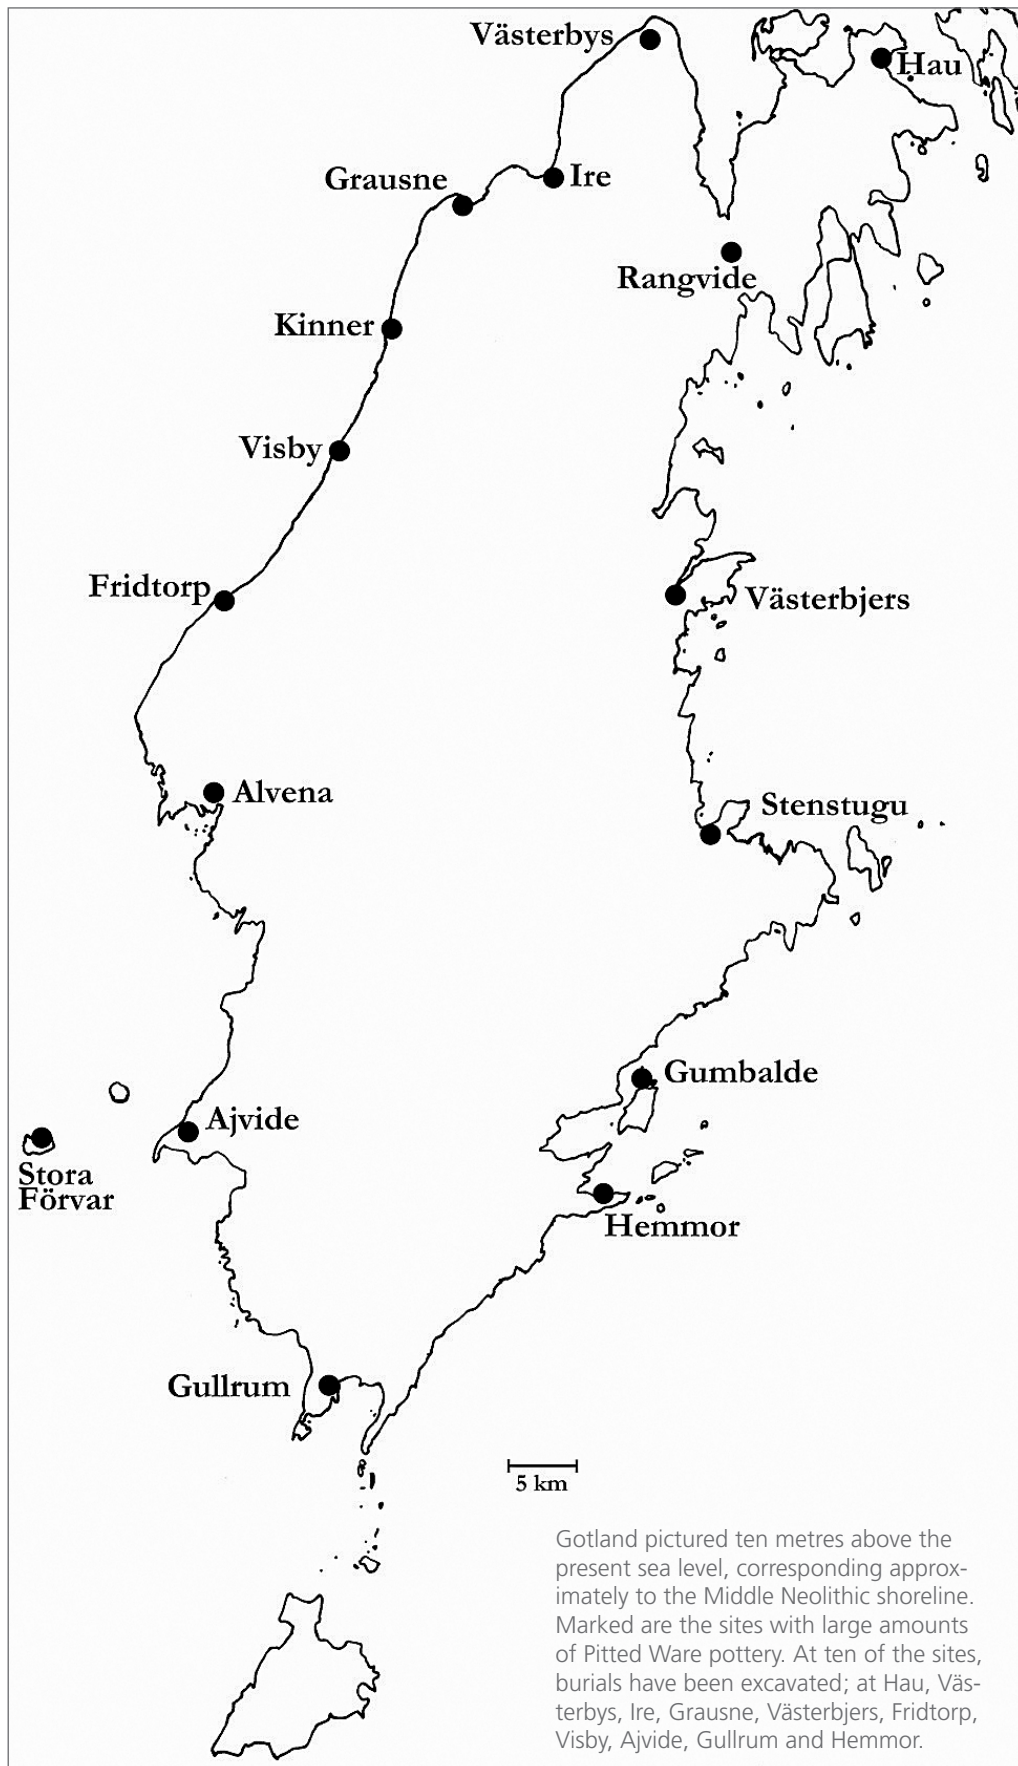 Västerbys
Hau
Grausne
Ire
Rangvide
Kinner
Visby
Fridtorp
Västerbjers
Alvena
Stenstugu
Gumbalde
Ajvide
Stora
Förvar
Hemmor
Gullrum
5 km
Gotland pictured ten metres above the
present sea level, corresponding approx-
imately to the Middle Neolithic shoreline.
Marked are the sites with large amounts
of Pitted Ware pottery. At ten of the sites,
burials have been excavated; at Hau, Väs-
terbys, Ire, Grausne, Västerbjers, Fridtorp,
Visby, Ajvide, Gullrum and Hemmor.